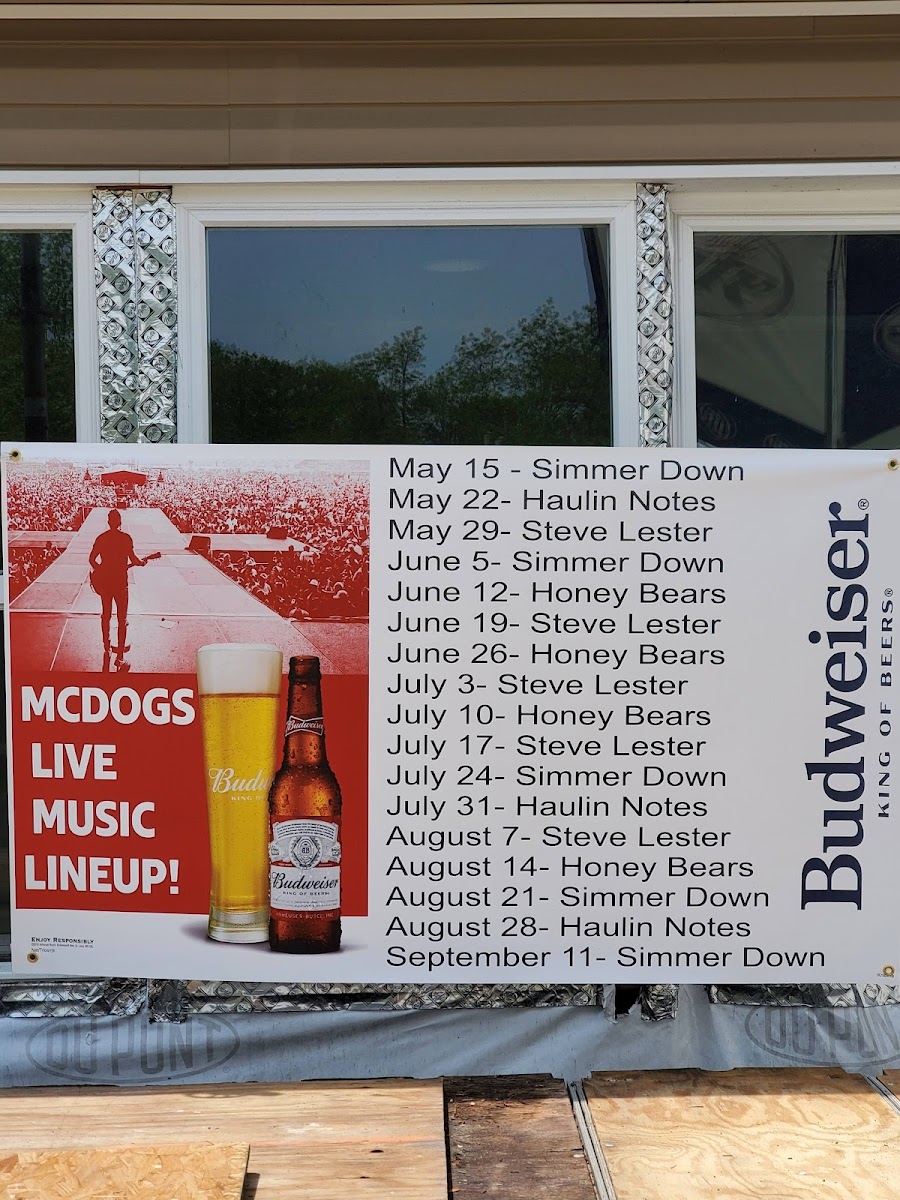 May 15 - Simmer Down
May 22- Haulin Notes
May 29- Steve Lester
June 5- Simmer Down
June 12- Honey Bears
June 19- Steve Lester
June 26- Honey Bears
July 3- Steve Lester
July 10- Honey Bears
July 17- Steve Lester
July 24- Simmer Down
July 31- Haulin Notes
August 7- Steve Lester
August 14- Honey Bears
August 21- Simmer Down
August 28- Haulin Notes
September 11- Simmer Down
MCDOGS
LIVE
MUSIC
LINEUP!
Budweiser
Budweiser
KING OF BEERS
ENJOY RESPONSIBLY
Budweiser®
KING OF BEERS®
DUPONT
DUPONT